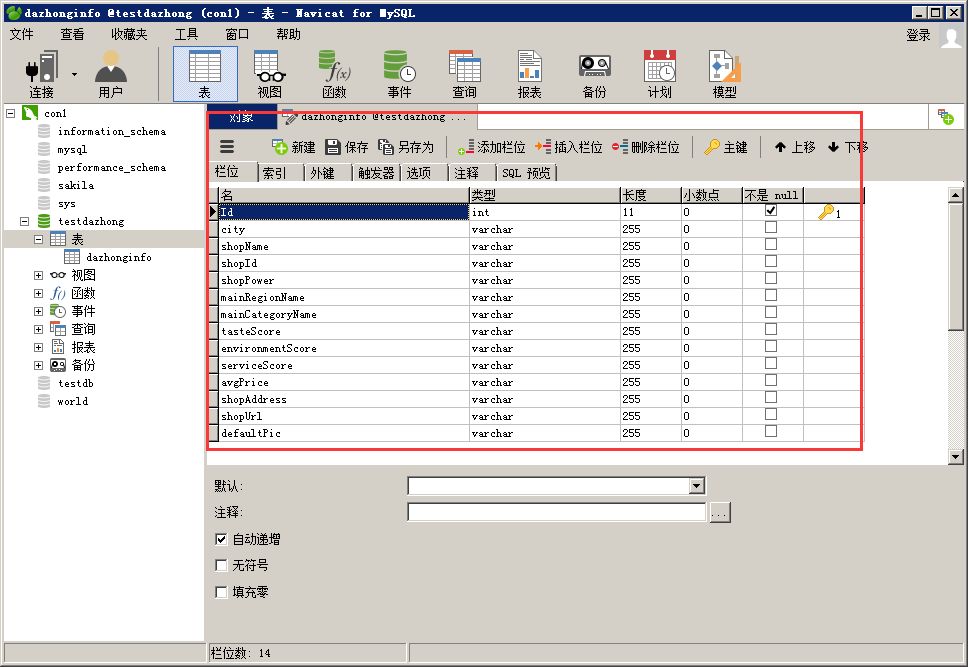 dazhonginfo @testdazhong (con1) - 表 - Navicat for MySQL
文件 查看 收藏夹 工具 窗口 帮助 登录
连接 用户 表 视图 函数 事件 查询 报表 备份 计划 模型
con1
information_schema
mysql
performance_schema
sakila
sys
testdazhong
表
dazhonginfo
视图
函数
事件
查询
报表
备份
testdb
world
对象 dazhonginfo @testdazhong ...
新建 保存 另存为 添加栏位 插入栏位 删除栏位 主键 上移 下移
栏位 索引 外键 触发器 选项 注释 SQL 预览
名 类型 长度 小数点 不是 null
Id int 11 0 1
city varchar 255 0
shopName varchar 255 0
shopId varchar 255 0
shopPower varchar 255 0
mainRegionName varchar 255 0
mainCategoryName varchar 255 0
tasteScore varchar 255 0
environmentScore varchar 255 0
serviceScore varchar 255 0
avgPrice varchar 255 0
shopAddress varchar 255 0
shopUrl varchar 255 0
defaultPic varchar 255 0
默认:
注释: ...
自动递增
无符号
填充零
栏位数: 14